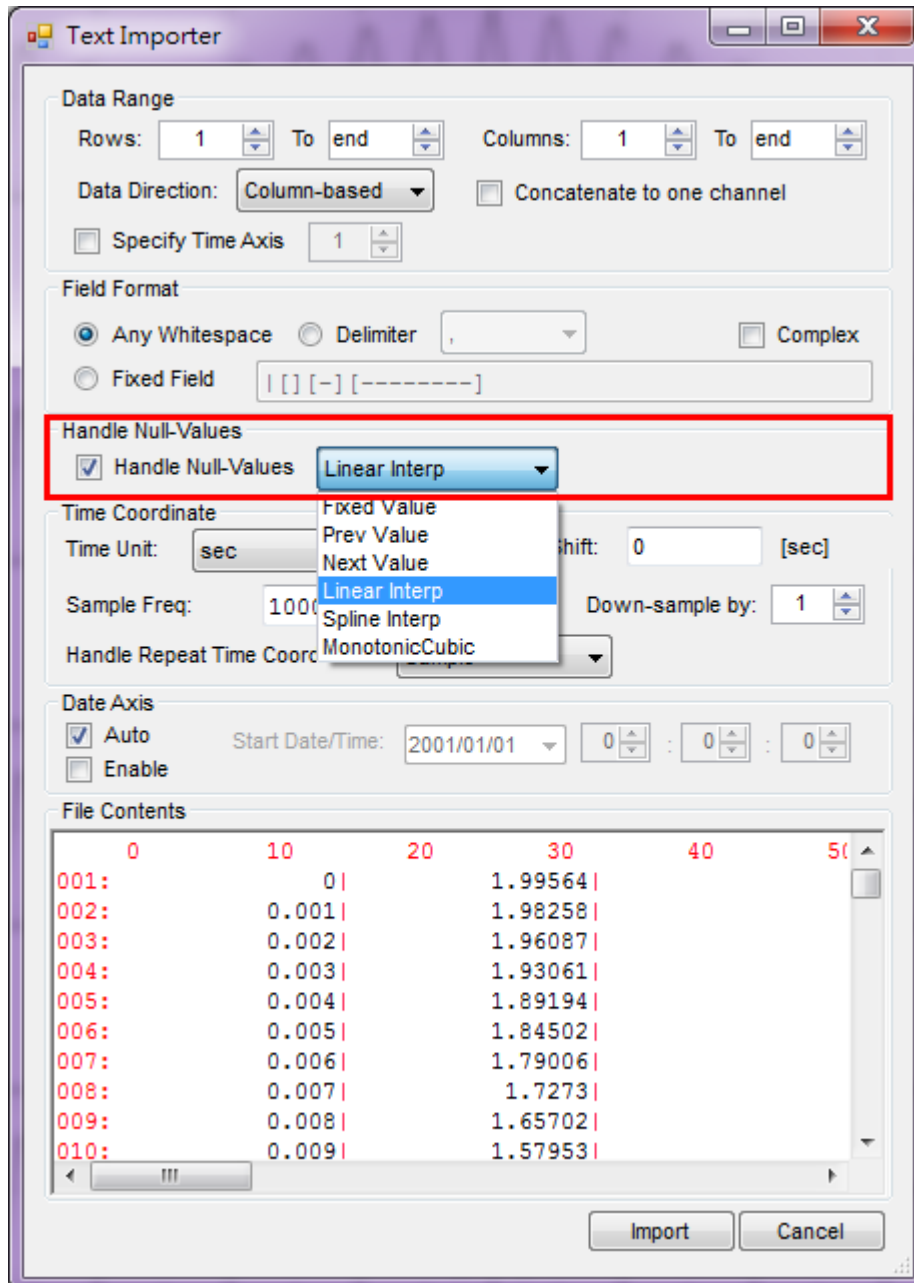 Text Importer
Data Range
Rows: 1 To end Columns: 1 To end
Data Direction: Column-based Concatenate to one channel
Specify Time Axis 1
Field Format
Any Whitespace Delimiter , Complex
Fixed Field |[][-][--------]
Handle Null-Values
Handle Null-Values Linear Interp
Fixed Value
Prev Value
Next Value
Linear Interp
Spline Interp
MonotonicCubic
Time Coordinate
Time Unit: sec 0 [sec]
Sample Freq: Down-sample by: 1
Handle Repeat Time
Date Axis
Auto Start Date/Time: 2001/01/01 0 : 0 : 0
Enable
File Contents
0 10 20 30 40
001: 0| 1.99564|
002: 0.001| 1.98258|
003: 0.002| 1.96087|
004: 0.003| 1.93061|
005: 0.004| 1.89194|
006: 0.005| 1.84502|
007: 0.006| 1.79006|
008: 0.007| 1.7273|
009: 0.008| 1.65702|
010: 0.009| 1.57953|
Import Cancel